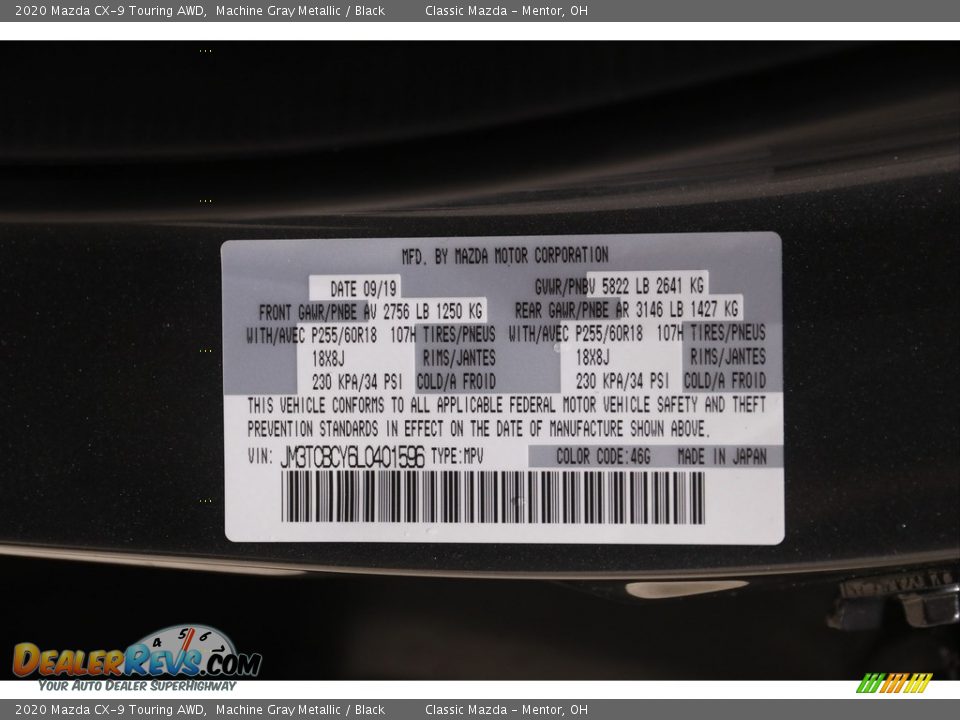 2020 Mazda CX-9 Touring AWD, Machine Gray Metallic / Black Classic Mazda - Mentor, OH
MFD. BY MAZDA MOTOR CORPORATION
DATE 09/19 GVWR/PNBV 5822 LB 2641 KG
FRONT GAWR/PNBE AV 2756 LB 1250 KG REAR GAWR/PNBE AR 3146 LB 1427 KG
WITH/AVEC P255/60R18 107H TIRES/PNEUS WITH/AVEC P255/60R18 107H TIRES/PNEUS
18X8J RIMS/JANTES 18X8J RIMS/JANTES
230 KPA/34 PSI COLD/A FROID 230 KPA/34 PSI COLD/A FROID
THIS VEHICLE CONFORMS TO ALL APPLICABLE FEDERAL MOTOR VEHICLE SAFETY AND THEFT
PREVENTION STANDARDS IN EFFECT ON THE DATE OF MANUFACTURE SHOWN ABOVE.
VIN: JM3TCBCY6L0401596 TYPE:MPV COLOR CODE:46G MADE IN JAPAN
4 5 6
DEALERREVS.COM
YOUR AUTO DEALER SUPERHIGHWAY
2020 Mazda CX-9 Touring AWD, Machine Gray Metallic / Black Classic Mazda - Mentor, OH